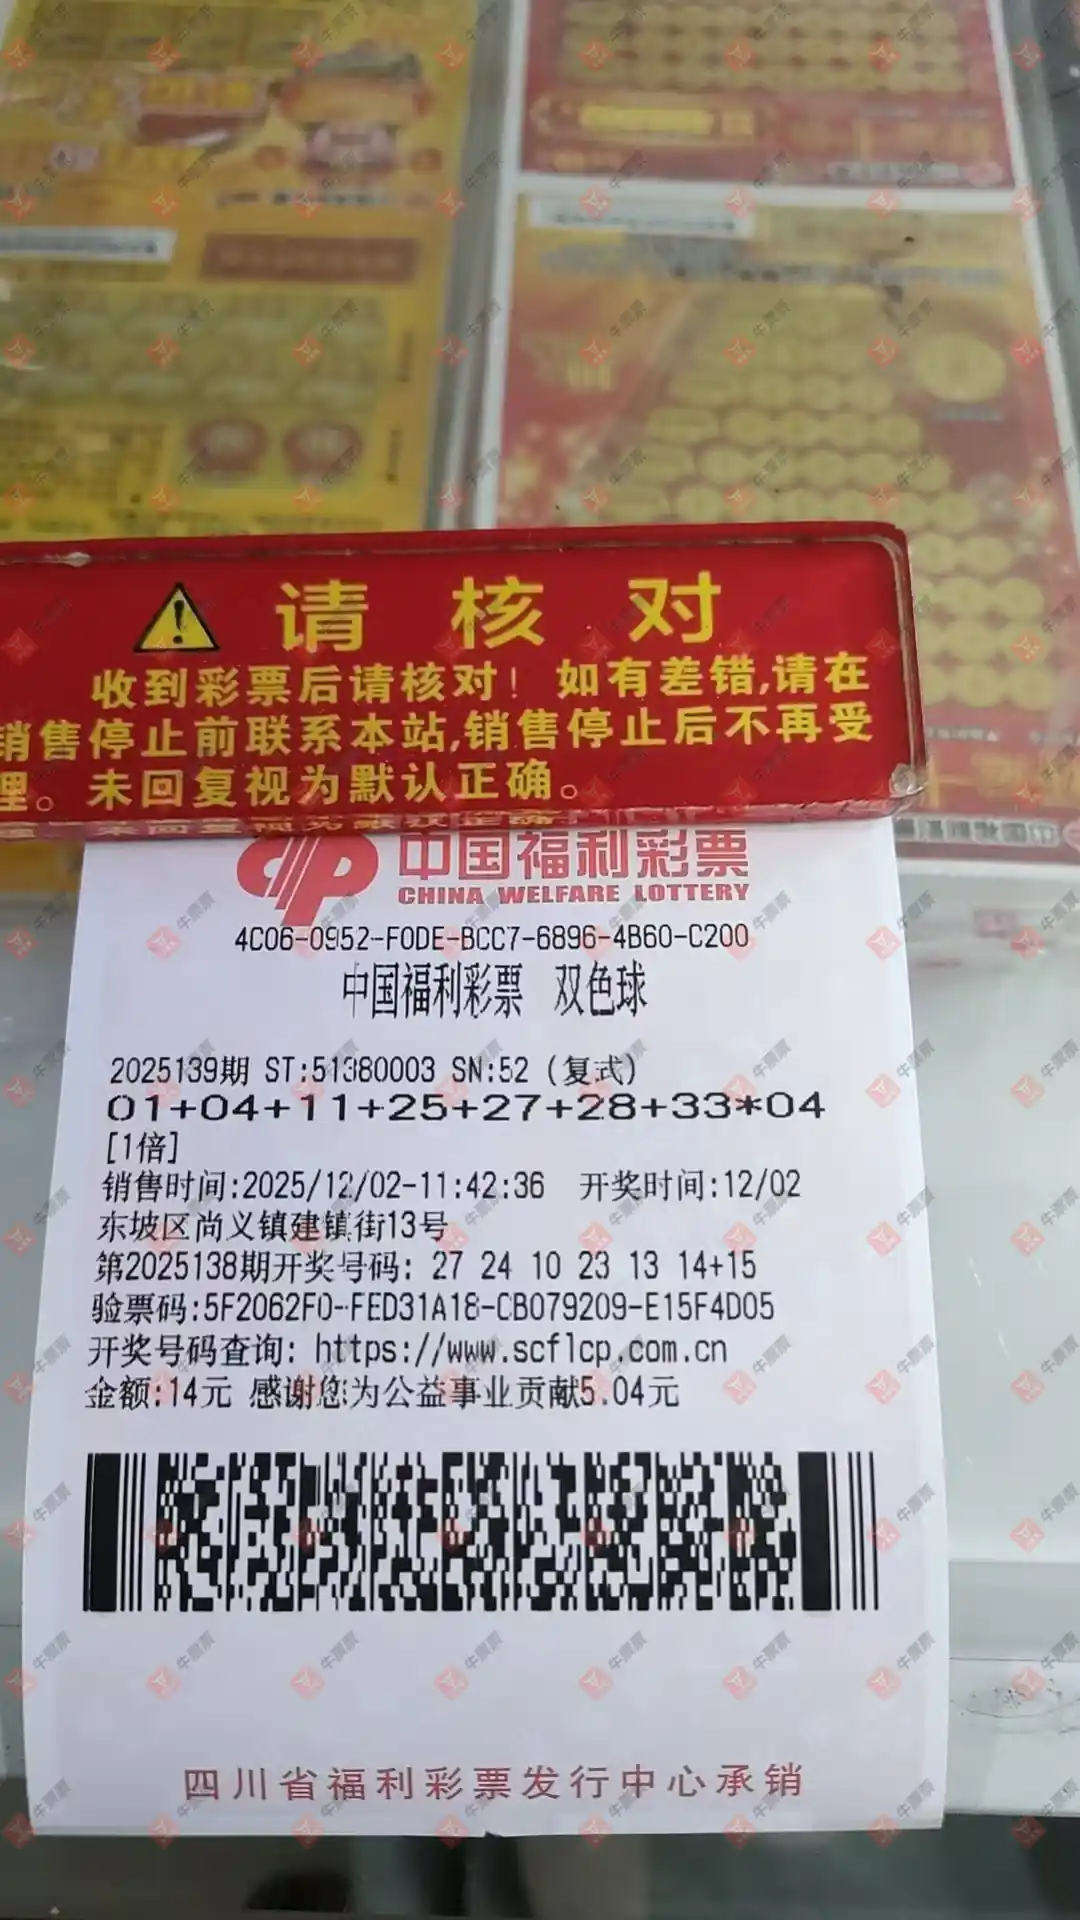 请核对
收到彩票后请核对！如有差错,请在
销售停止前联系本站,销售停止后不再受
理。未回复视为默认正确。
中国福利彩票
CHINA WELFARE LOTTERY
4C06-0952-F0DE-BCC7-6896-4B60-C200
中国福利彩票 双色球
2025139期 ST:51380003 SN:52 (复式)
01+04+11+25+27+28+33*04
[1倍]
销售时间:2025/12/02-11:42:36 开奖时间:12/02
东坡区尚义镇建镇街13号
第2025138期开奖号码: 27 24 10 23 13 14+15
验票码:5F2062F0-FED31A18-CB079209-E15F4D05
开奖号码查询: https://www.scflcp.com.cn
金额:14元 感谢您为公益事业贡献5.04元
四川省福利彩票发行中心承销
牛票票